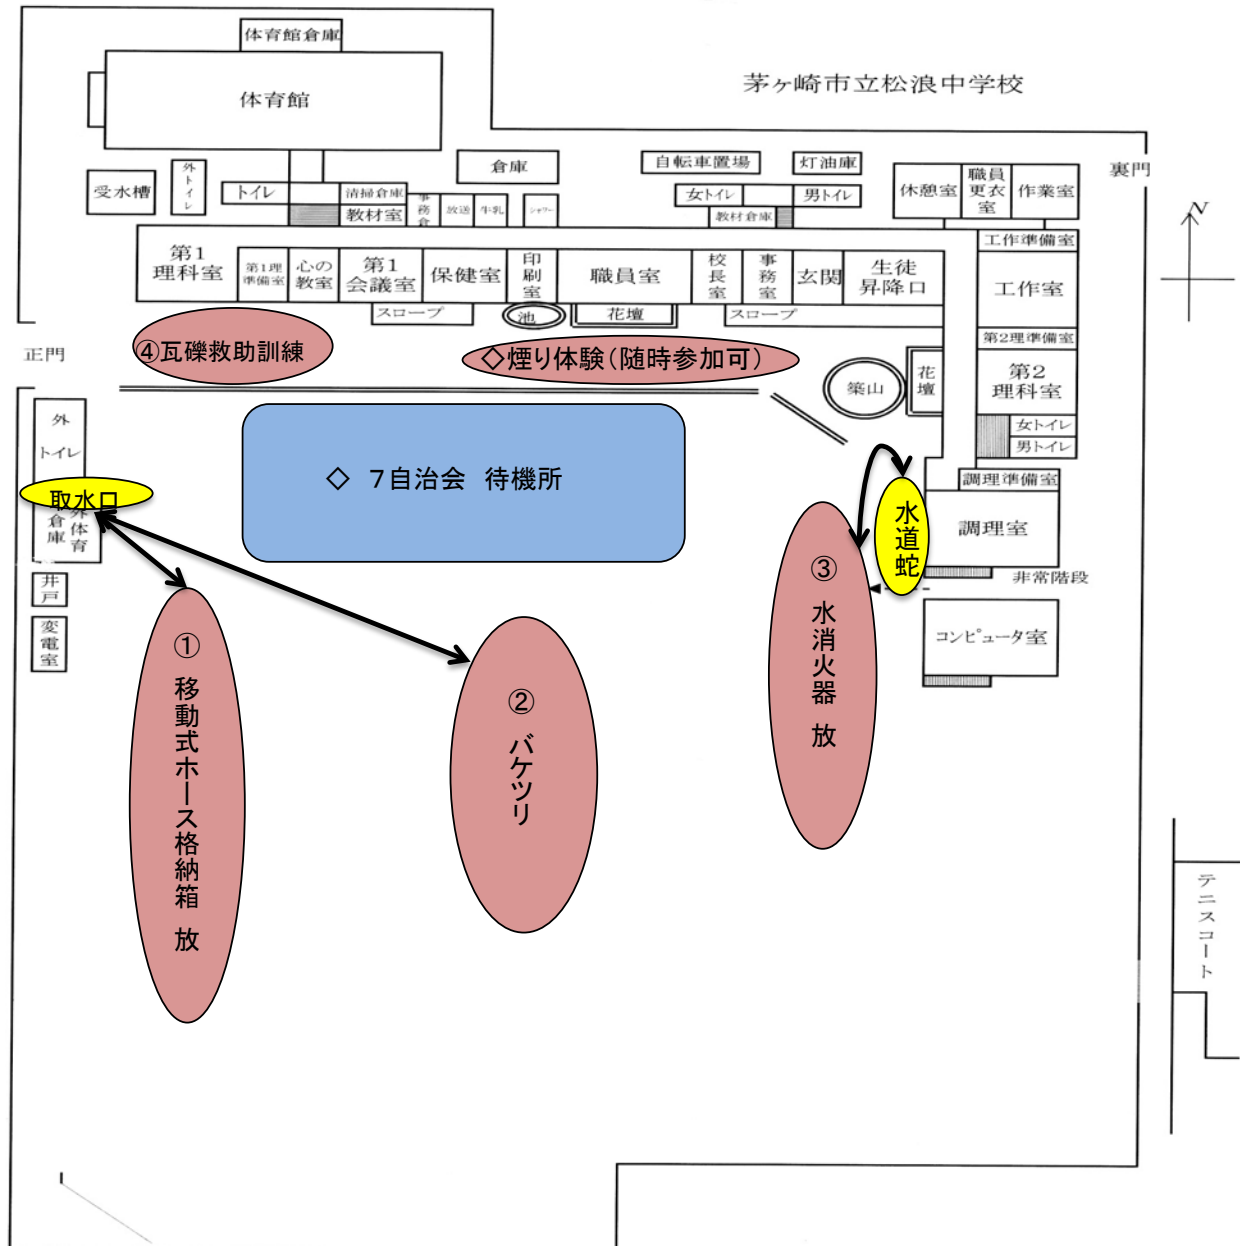 体育館倉庫
体育館
茅ヶ崎市立松浪中学校
裏門
受水槽
外トイレ
トイレ
清掃倉庫
教材室
事務倉
放送
牛乳
シャワー
倉庫
自転車置場
灯油庫
女トイレ
男トイレ
教材倉庫
休憩室
職員
更衣
室
作業室
N
第1
理科室
第1理
準備室
心の
教室
第1
会議室
保健室
印刷室
職員室
校長室
事務室
玄関
生徒
昇降口
工作準備室
工作室
第2理準備室
第2
理科室
女トイレ
男トイレ
スロープ
池
花壇
スロープ
正門
④瓦礫救助訓練
◇煙り体験(随時参加可)
築山
花壇
外
トイレ
◇ 7自治会 待機所
取水口
外体育
倉庫
水道蛇
調理準備室
調理室
非常階段
井戸
変電室
コンピュータ室
① 移動式ホース格納箱 放
② バケツリ
③ 水消火器 放
テニスコート